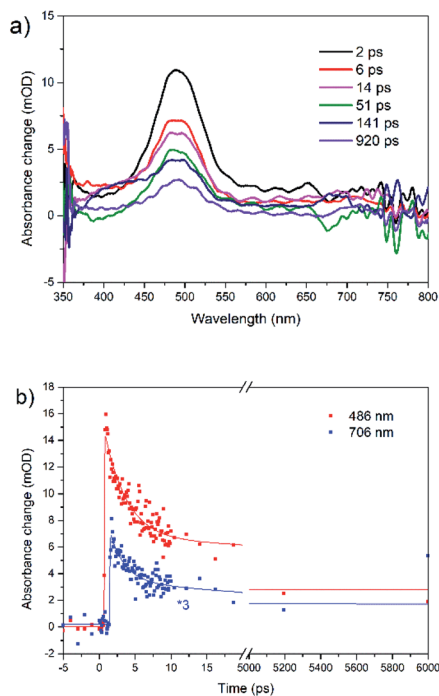 a)
15
10
5
0
-5
Absorbance change (mOD)
2 ps
6 ps
14 ps
51 ps
141 ps
920 ps
350 400 450 500 550 600 650 700 750 800
Wavelength (nm)
b)
18
16
14
12
10
8
6
4
2
0
Absorbance change (mOD)
486 nm
706 nm
*3
-5 0 5 10 15 5000 5200 5400 5600 5800 6000
Time (ps)